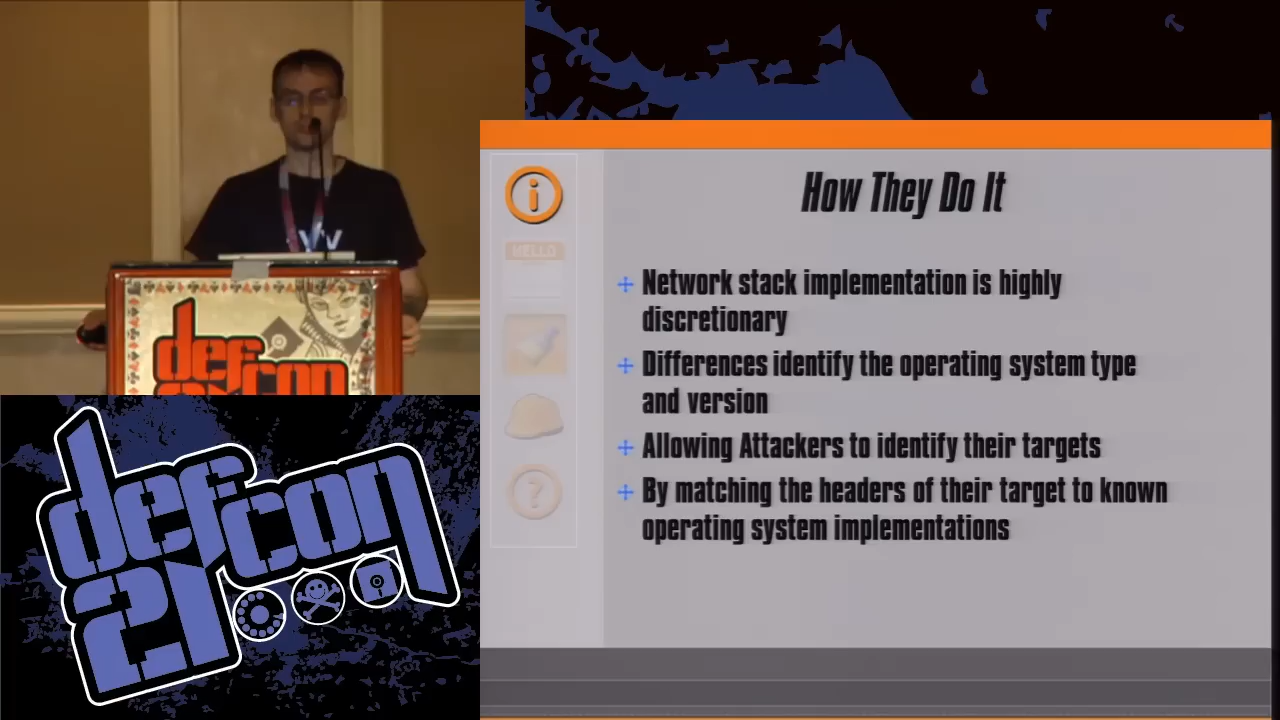 How They Do It
HELLO
Network stack implementation is highly
discretionary
Differences identify the operating system type
and version
Allowing Attackers to identify their targets
By matching the headers of their target to known
operating system implementations
?
def
con
defcon
21